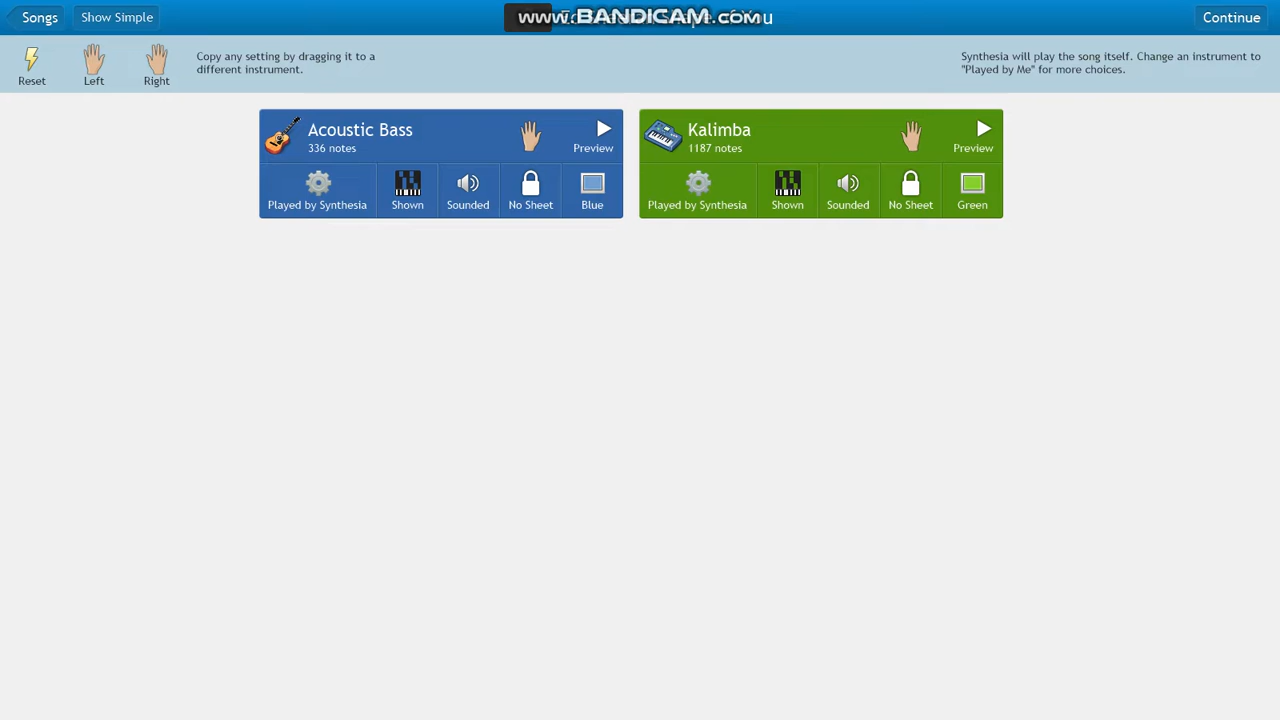 Songs
Show Simple
www.BANDICAM.com
You
Continue
Reset
Left
Right
Copy any setting by dragging it to a
different instrument.
Synthesia will play the song itself. Change an instrument to
"Played by Me" for more choices.
Acoustic Bass
336 notes
Preview
Played by Synthesia
Shown
Sounded
No Sheet
Blue
Kalimba
1187 notes
Preview
Played by Synthesia
Shown
Sounded
No Sheet
Green